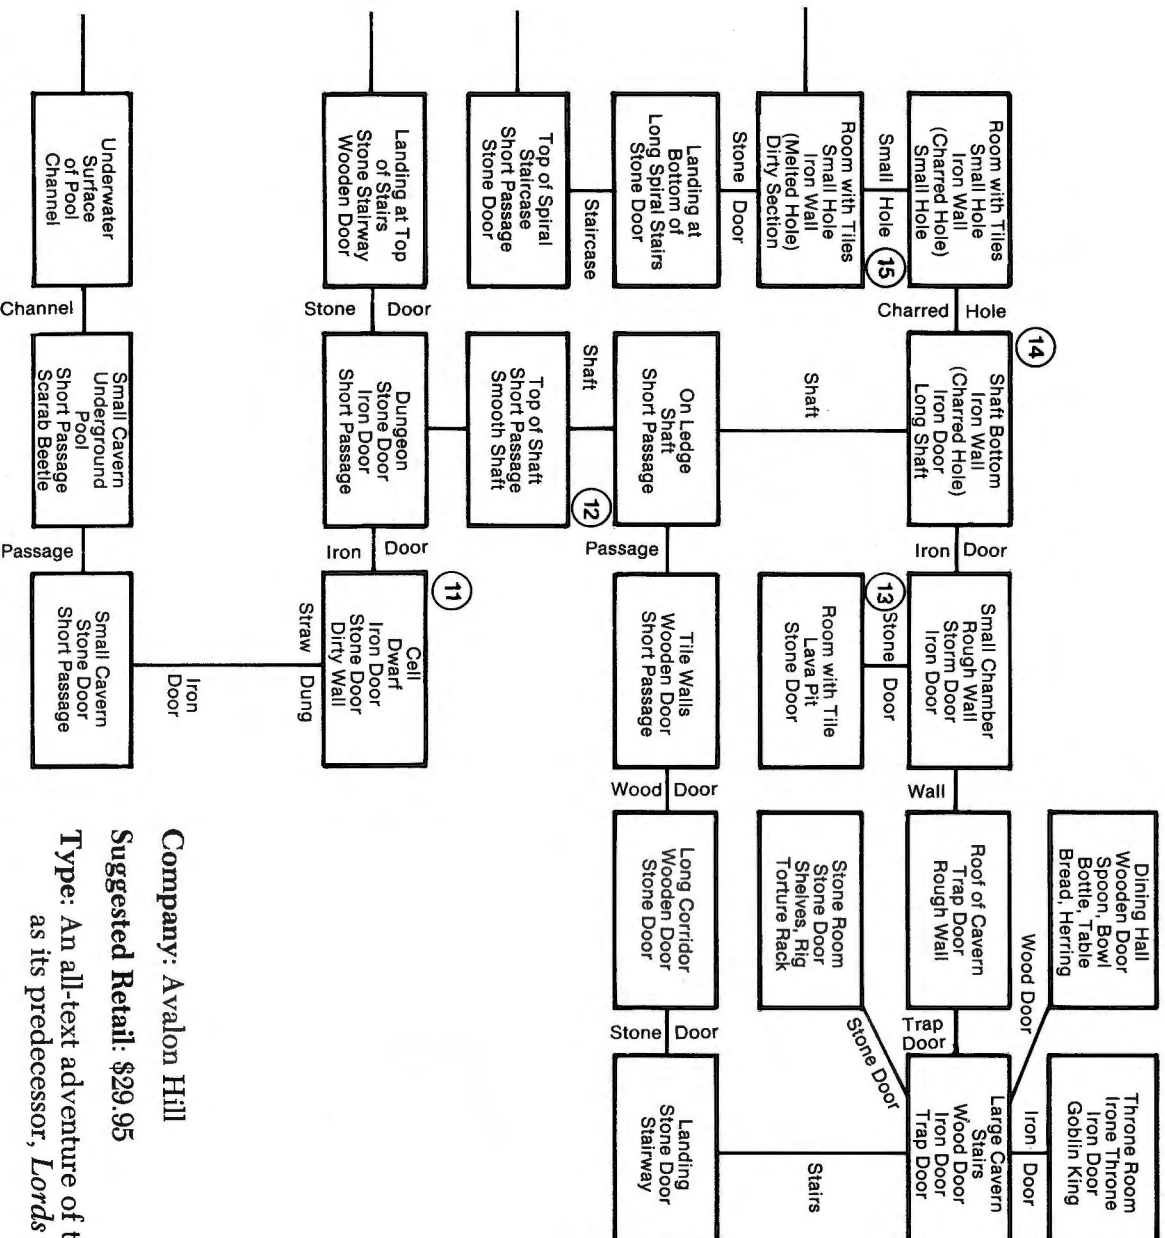 Dining Hall
Wooden Door
Spoon, Bowl
Bottle, Table
Bread, Herring
Throne Room
Irone Throne
Iron Door
Goblin King
Wood Door
Iron Door
14
Room with Tiles
Small Hole
Iron Wall
(Charred Hole)
Small Hole
Charred Hole
Shaft Bottom
Iron Wall
(Charred Hole)
Iron Door
Long Shaft
Iron Door
Small Chamber
Rough Wall
Storm Door
Iron Door
Wall
Roof of Cavern
Trap Door
Rough Wall
Trap
Door
Large Cavern
Stairs
Wood Door
Iron Door
Trap Door
Small Hole
15
Shaft
13
Stone Door
Stone Door
Stairs
Room with Tiles
Small Hole
Iron Wall
(Melted Hole)
Dirty Section
Room with Tile
Lava Pit
Stone Door
Stone Room
Stone Door
Shelves, Rig
Torture Rack
Stone Door
Landing at
Bottom of
Long Spiral Stairs
Stone Door
On Ledge
Shaft
Short Passage
Passage
Tile Walls
Wooden Door
Short Passage
Wood Door
Long Corridor
Wooden Door
Stone Door
Stone Door
Landing
Stone Door
Stairway
Staircase
Shaft
12
Top of Spiral
Staircase
Short Passage
Stone Door
Top of Shaft
Short Passage
Smooth Shaft
11
Landing at Top
of Stairs
Stone Stairway
Wooden Door
Stone Door
Dungeon
Stone Door
Iron Door
Short Passage
Iron Door
Cell
Dwarf
Iron Door
Stone Door
Dirty Wall
Straw Dung
Iron
Door
Underwater
Surface
of Pool
Channel
Channel
Small Cavern
Underground
Pool
Short Passage
Scarab Beetle
Passage
Small Cavern
Stone Door
Short Passage
Company: Avalon Hill
Suggested Retail: $29.95
Type: An all-text adventure of
as its predecessor, Lords